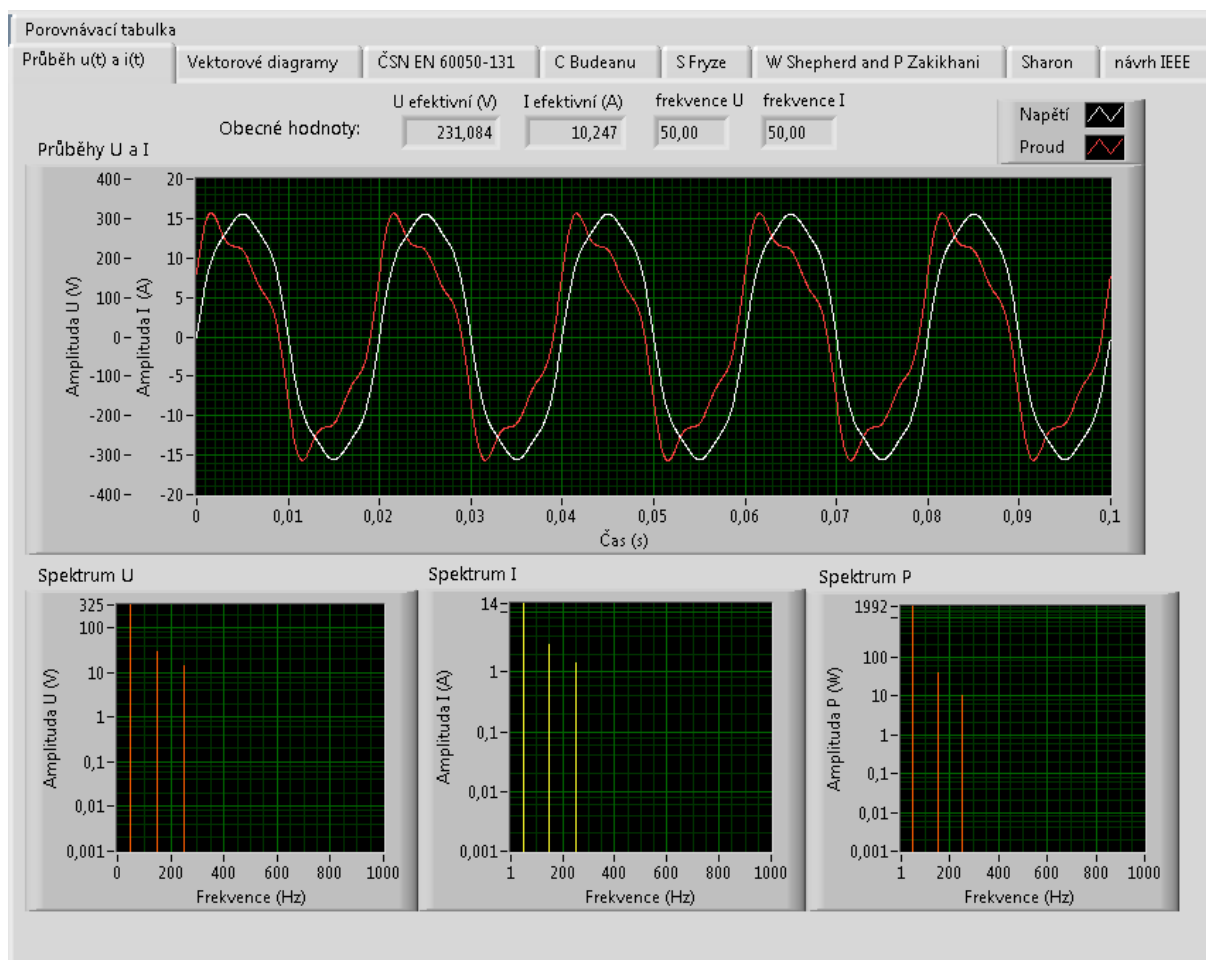 Porovnávací tabulka
Průběh u(t) a i(t) Vektorové diagramy ČSN EN 60050-131 C Budeanu S Fryze W Shepherd and P Zakikhani Sharon návrh IEEE
U efektivní (V) I efektivní (A) frekvence U frekvence I
Obecné hodnoty: 231,084 10,247 50,00 50,00
Napětí
Proud
Průběhy U a I
Amplituda U (V)
400
300
200
100
0
-100
-200
-300
-400
Amplituda I (A)
20
15
10
5
0
-5
-10
-15
-20
0 0,01 0,02 0,03 0,04 0,05 0,06 0,07 0,08 0,09 0,1
Čas (s)
Spektrum U
Amplituda U (V)
325
100
10
1
0,1
0,01
0,001
0 200 400 600 800 1000
Frekvence (Hz)
Spektrum I
Amplituda I (A)
14
1
0,1
0,01
0,001
1 200 400 600 800 1000
Frekvence (Hz)
Spektrum P
Amplituda P (W)
1992
100
10
1
0,1
0,01
0,001
1 200 400 600 800 1000
Frekvence (Hz)